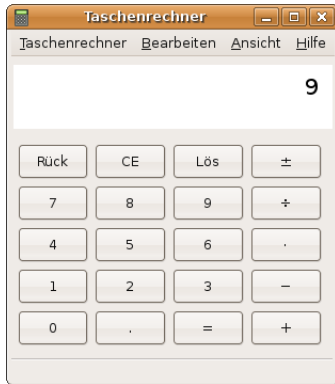 Taschenrechner
Taschenrechner Bearbeiten Ansicht Hilfe
9
Rück CE Lös ±
7 8 9 ÷
4 5 6 ·
1 2 3 −
0 . = +